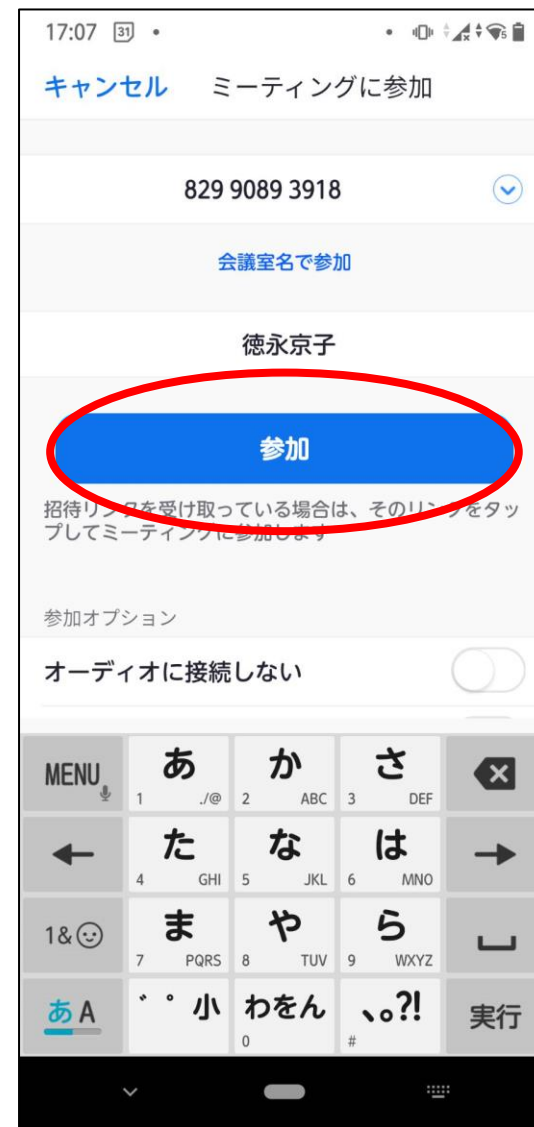 17:07 31
キャンセル ミーティングに参加
829 9089 3918
会議室名で参加
徳永京子
参加
招待リンクを受け取っている場合は、そのリンクをタッ
プしてミーティングに参加します
参加オプション
オーディオに接続しない
MENU あ 1 ./@ か 2 ABC さ 3 DEF
た 4 GHI な 5 JKL は 6 MNO
1& ま 7 PQRS や 8 TUV ら 9 WXYZ
あA ゛゜小 わをん 0 、。?! # 実行